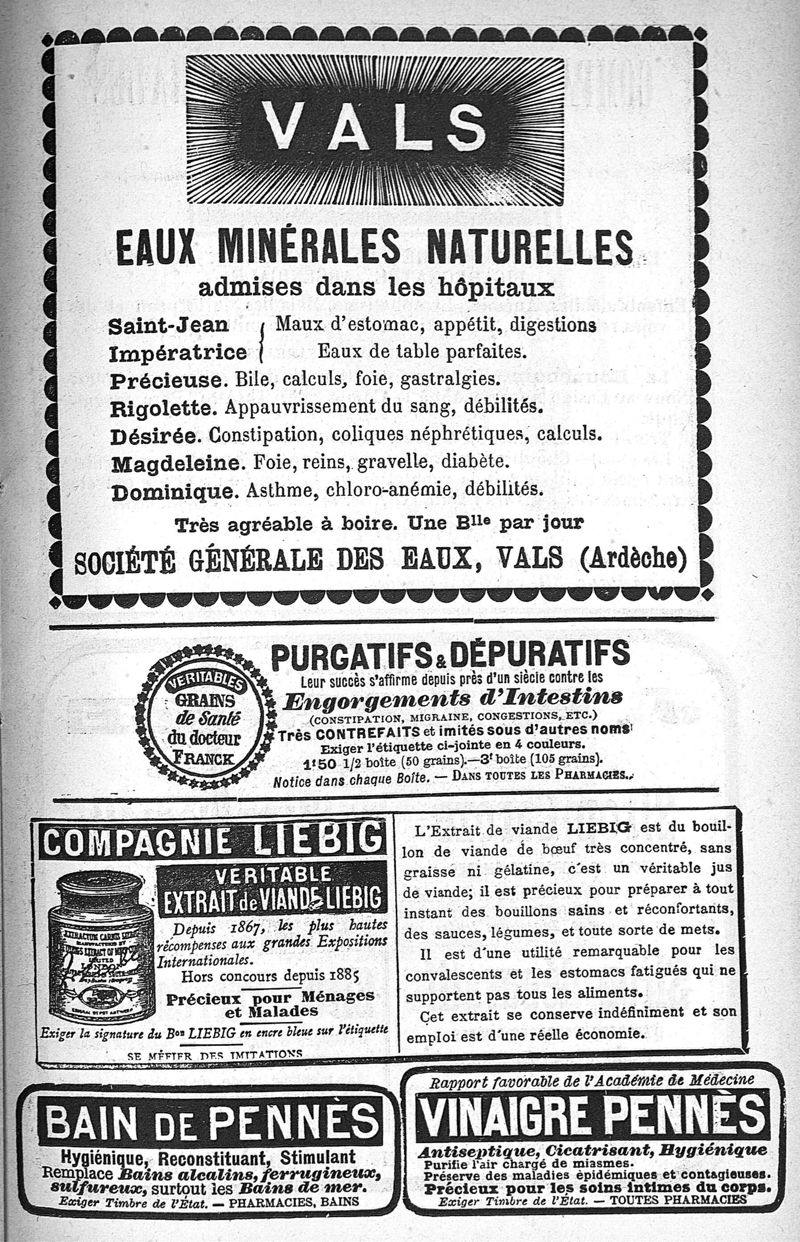 VALS
EAUX MINÉRALES NATURELLES
admises dans les hôpitaux
Saint-Jean } Maux d'estomac, appétit, digestions
Impératrice } Eaux de table parfaites.
Précieuse. Bile, calculs, foie, gastralgies.
Rigolette. Appauvrissement du sang, débilités.
Désirée. Constipation, coliques néphrétiques, calculs.
Magdeleine. Foie, reins, gravelle, diabète.
Dominique. Asthme, chloro-anémie, débilités.
Très agréable à boire. Une Blle par jour
SOCIÉTÉ GÉNÉRALE DES EAUX, VALS (Ardèche)
VERITABLES
GRAINS
de Santé
du docteur
FRANCK
PURGATIFS & DÉPURATIFS
Leur succès s'affirme depuis près d'un siècle contre les
Engorgements d'Intestins
(CONSTIPATION, MIGRAINE, CONGESTIONS, ETC.)
Très CONTREFAITS et imités sous d'autres noms
Exiger l'étiquette ci-jointe en 4 couleurs.
1f50 1/2 boîte (50 grains).—3f boîte (105 grains).
Notice dans chaque Boîte. — DANS TOUTES LES PHARMACIES.
COMPAGNIE LIEBIG
VERITABLE
EXTRAIT de VIANDE LIEBIG
EXTRACTUM CARNIS LIEBIG
MANUFACTURED BY
LIEBIG'S EXTRACT OF MEAT COMPY
LIMITED
LONDON
Depuis 1867, les plus hautes
récompenses aux grandes Expositions
Internationales.
Hors concours depuis 1885
Précieux pour Ménages
et Malades
Exiger la signature du Bon LIEBIG en encre bleue sur l'étiquette
SE MÉFIER DES IMITATIONS
L'Extrait de viande LIEBIG est du bouil-
lon de viande de bœuf très concentré, sans
graisse ni gélatine, c'est un véritable jus
de viande; il est précieux pour préparer à tout
instant des bouillons sains et réconfortants,
des sauces, légumes, et toute sorte de mets.
Il est d'une utilité remarquable pour les
convalescents et les estomacs fatigués qui ne
supportent pas tous les aliments.
Cet extrait se conserve indéfiniment et son
emploi est d'une réelle économie.
BAIN DE PENNÈS
Hygiénique, Reconstituant, Stimulant
Remplace Bains alcalins, ferrugineux,
sulfureux, surtout les Bains de mer.
Exiger Timbre de l'État. — PHARMACIES, BAINS
Rapport favorable de l'Académie de Médecine
VINAIGRE PENNÈS
Antiseptique, Cicatrisant, Hygiénique
Purifie l'air chargé de miasmes.
Préserve des maladies épidémiques et contagieuses.
Précieux pour les soins intimes du corps.
Exiger Timbre de l'État. — TOUTES PHARMACIES